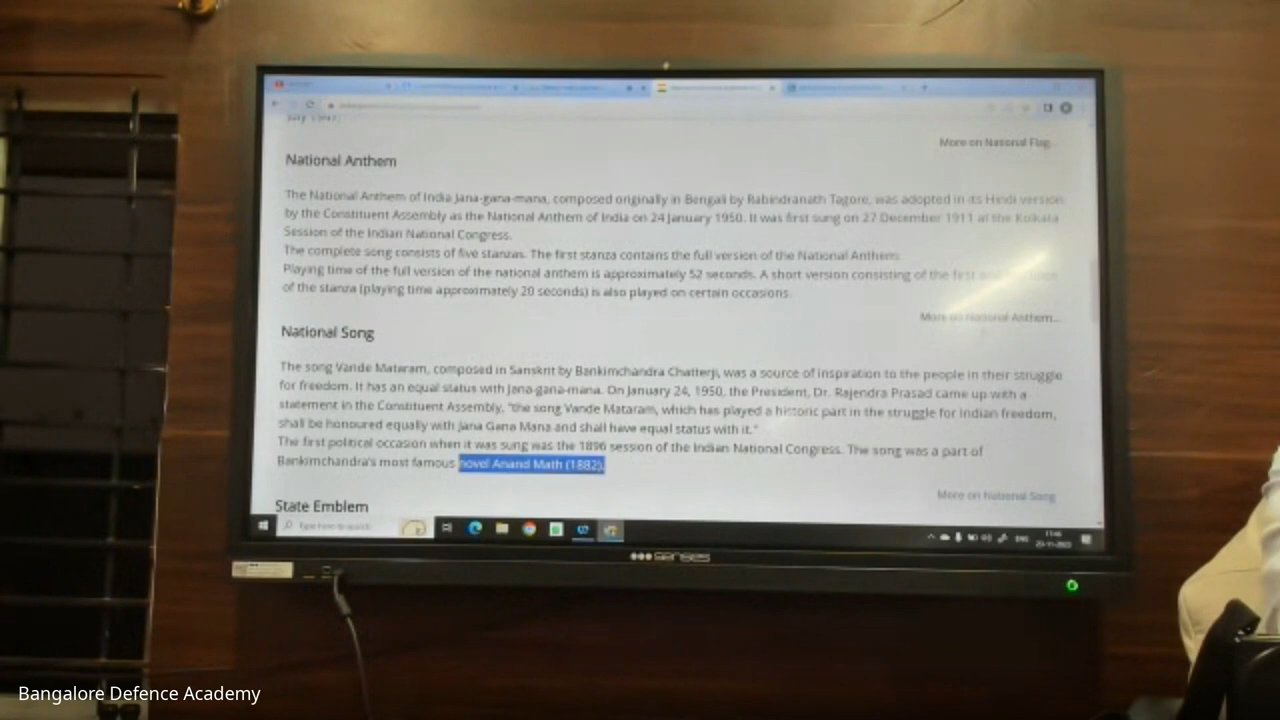 July 1947.
More on National Flag...
National Anthem
The National Anthem of India Jana-gana-mana, composed originally in Bengali by Rabindranath Tagore, was adopted in its Hindi version
by the Constituent Assembly as the National Anthem of India on 24 January 1950. It was first sung on 27 December 1911 at the Kolkata
Session of the Indian National Congress.
The complete song consists of five stanzas. The first stanza contains the full version of the National Anthem.
Playing time of the full version of the national anthem is approximately 52 seconds. A short version consisting of the first
of the stanza (playing time approximately 20 seconds) is also played on certain occasions.
More on National Anthem...
National Song
The song Vande Mataram, composed in Sanskrit by Bankimchandra Chatterji, was a source of inspiration to the people in their struggle
for freedom. It has an equal status with Jana-gana-mana. On January 24, 1950, the President, Dr. Rajendra Prasad came up with a
statement in the Constituent Assembly, "the song Vande Mataram, which has played a historic part in the struggle for Indian freedom,
shall be honoured equally with Jana Gana Mana and shall have equal status with it."
The first political occasion when it was sung was the 1896 session of the Indian National Congress. The song was a part of
Bankimchandra's most famous novel Anand Math (1882).
More on National Song
State Emblem
Type here to search
ENG
senses
Bangalore Defence Academy